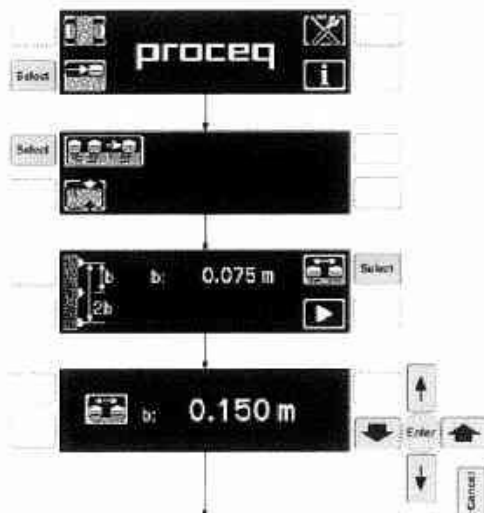 proceq
i
Select
Select
b b: 0.075 m Select
2b
b: 0.150 m
Enter
Cancel